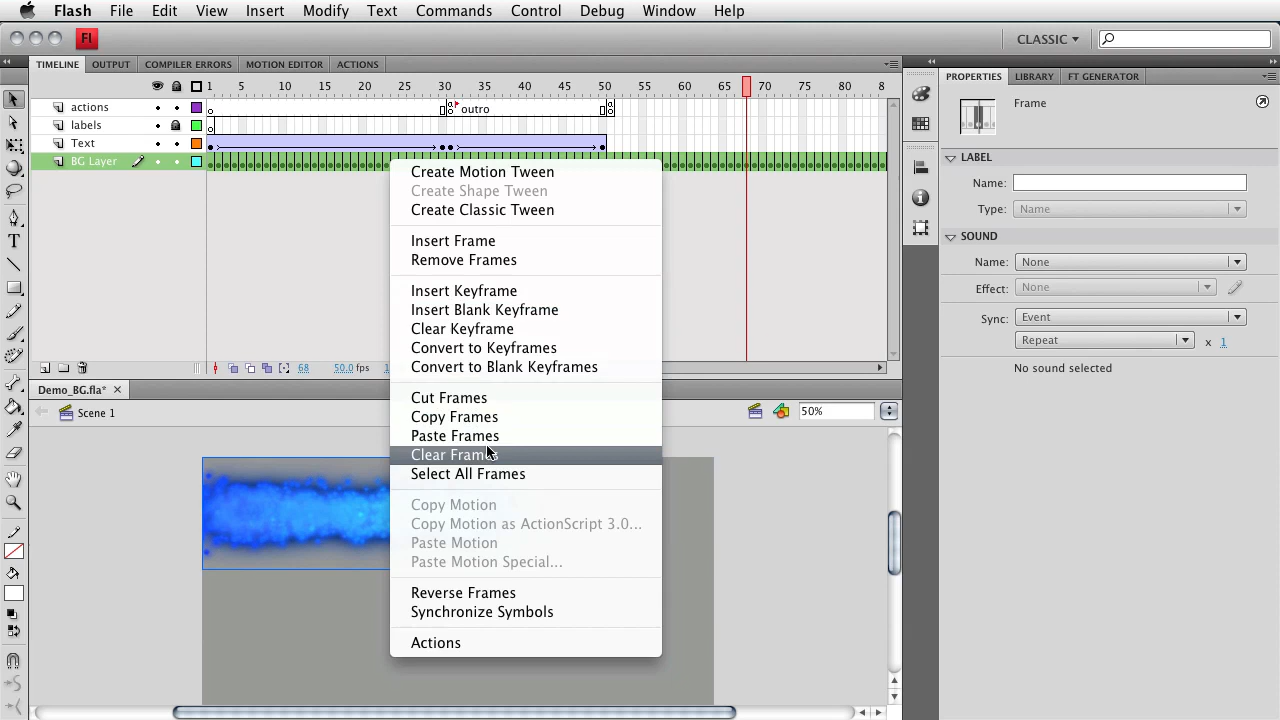 Flash File Edit View Insert Modify Text Commands Control Debug Window Help
Fl CLASSIC
TIMELINE OUTPUT COMPILER ERRORS MOTION EDITOR ACTIONS
1 5 10 15 20 25 30 35 40 45 50 55 60 65 70 75 80 8
actions
outro
labels
Text
BG Layer
68 50.0 fps 1
Create Motion Tween
Create Shape Tween
Create Classic Tween
Insert Frame
Remove Frames
Insert Keyframe
Insert Blank Keyframe
Clear Keyframe
Convert to Keyframes
Convert to Blank Keyframes
Cut Frames
Copy Frames
Paste Frames
Clear Frames
Select All Frames
Copy Motion
Copy Motion as ActionScript 3.0...
Paste Motion
Paste Motion Special...
Reverse Frames
Synchronize Symbols
Actions
Demo_BG.fla*
Scene 1
50%
PROPERTIES LIBRARY FT GENERATOR
Frame
LABEL
Name:
Type: Name
SOUND
Name: None
Effect: None
Sync: Event
Repeat x 1
No sound selected